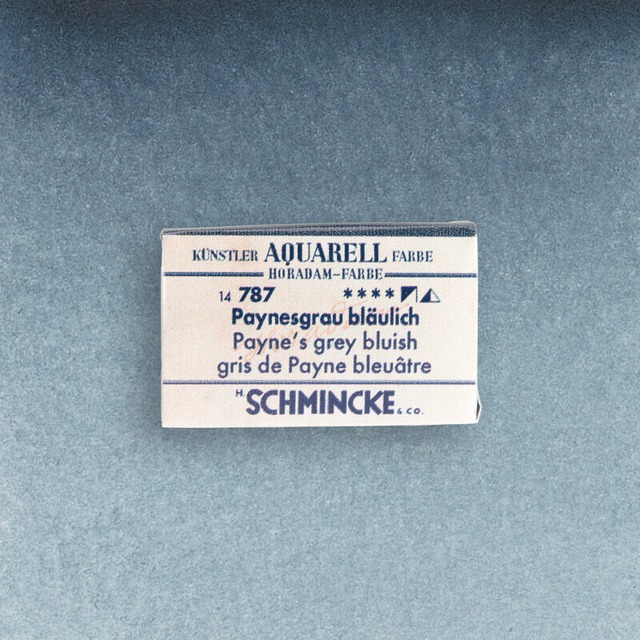 KÜNSTLER AQUARELL FARBE
HORADAM-FARBE
14 787 ****
Paynesgrau bläulich
Payne's grey bluish
gris de Payne bleuâtre
H. SCHMINCKE & CO.